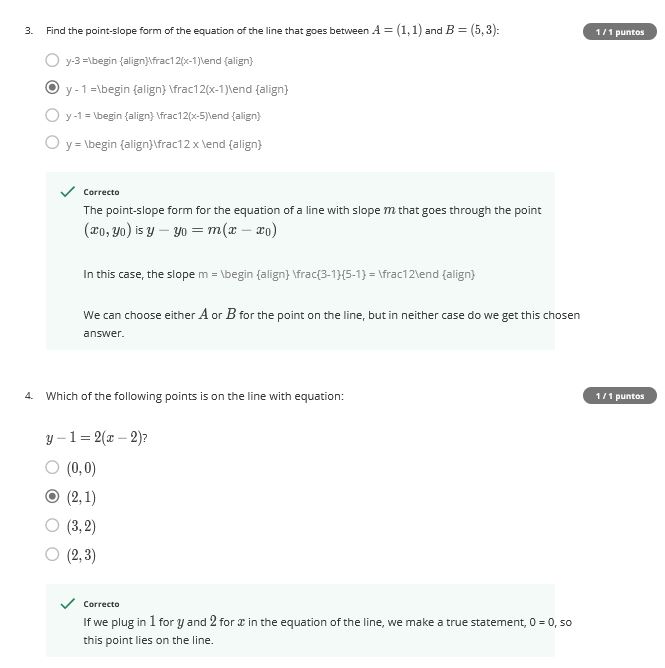 3. Find the point-slope form of the equation of the line that goes between A = (1, 1) and B = (5, 3):
1 / 1 puntos
y-3 =\begin {align}\frac12(x-1)\end {align}
y - 1 =\begin {align} \frac12(x-1)\end {align}
y -1 = \begin {align} \frac12(x-5)\end {align}
y = \begin {align}\frac12 x \end {align}
Correcto
The point-slope form for the equation of a line with slope m that goes through the point
(x₀, y₀) is y − y₀ = m(x − x₀)
In this case, the slope m = \begin {align} \frac{3-1}{5-1} = \frac12\end {align}
We can choose either A or B for the point on the line, but in neither case do we get this chosen
answer.
4. Which of the following points is on the line with equation:
1 / 1 puntos
y − 1 = 2(x − 2)?
(0, 0)
(2, 1)
(3, 2)
(2, 3)
Correcto
If we plug in 1 for y and 2 for x in the equation of the line, we make a true statement, 0 = 0, so
this point lies on the line.